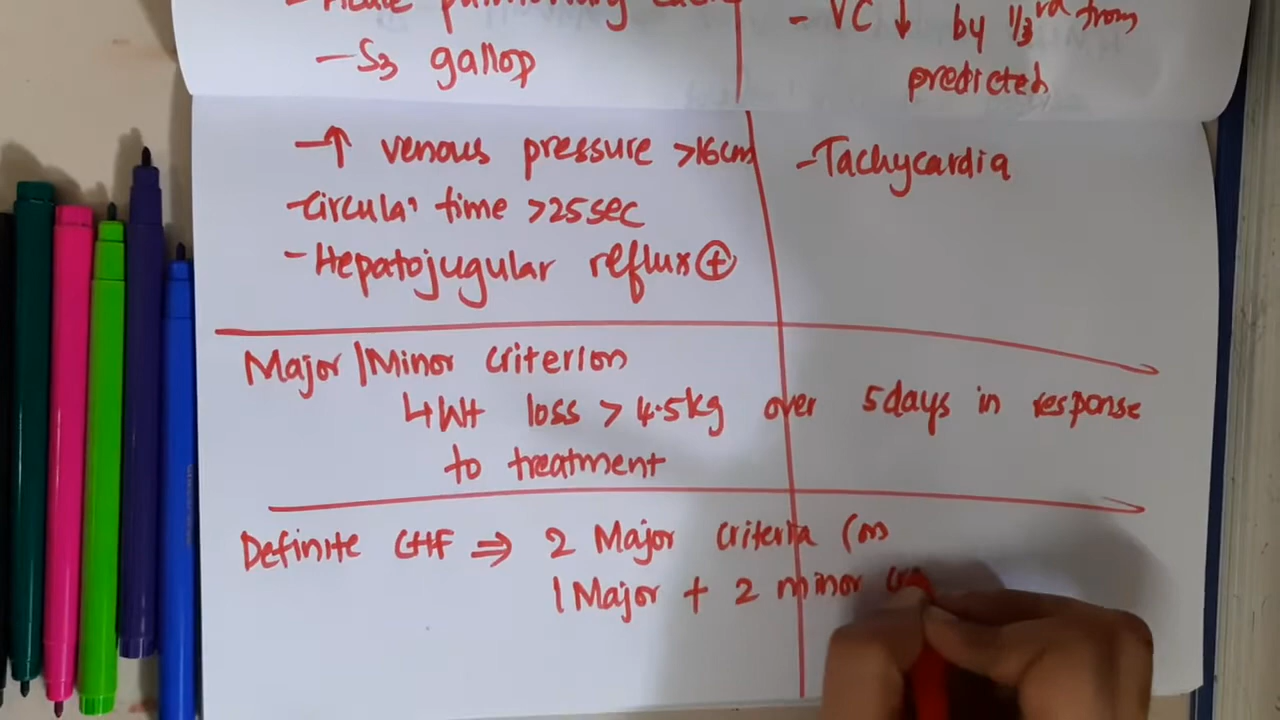 pulmonary
- S3 gallop
- VC ↓ by 1/3rd from
predicted
- ↑ venous pressure >16cm
- time >25sec
- Hepatojugular reflux ⊕
- Tachycardia
Major/Minor Criterion
↳ Wt loss > 4.5kg over 5days in response
to treatment
Definite CHF ⇒ 2 Major Criteria
1 Major + 2 minor